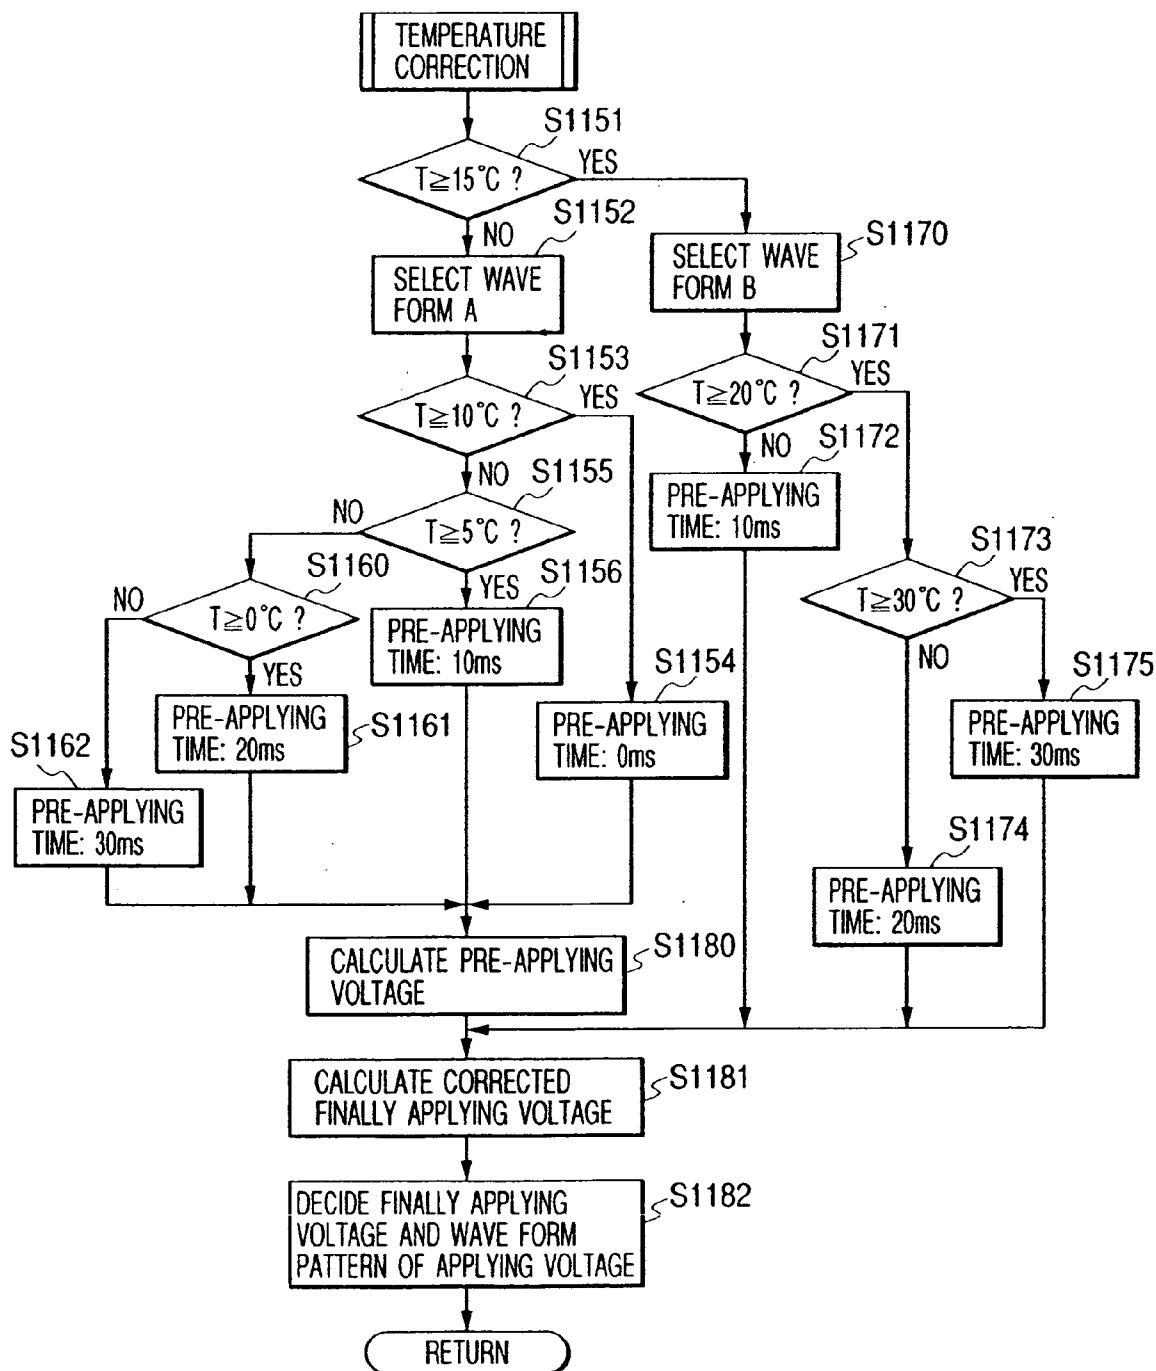 TEMPERATURE
CORRECTION
S1151
T≧15°C ?
YES
NO
S1152
SELECT WAVE
FORM A
S1170
SELECT WAVE
FORM B
S1153
T≧10°C ?
YES
NO
S1171
T≧20°C ?
YES
NO
S1172
PRE-APPLYING
TIME: 10ms
S1155
T≧5°C ?
NO
YES
S1156
PRE-APPLYING
TIME: 10ms
S1160
T≧0°C ?
NO
YES
S1161
PRE-APPLYING
TIME: 20ms
S1162
PRE-APPLYING
TIME: 30ms
S1154
PRE-APPLYING
TIME: 0ms
S1173
T≧30°C ?
YES
NO
S1175
PRE-APPLYING
TIME: 30ms
S1174
PRE-APPLYING
TIME: 20ms
S1180
CALCULATE PRE-APPLYING
VOLTAGE
S1181
CALCULATE CORRECTED
FINALLY APPLYING VOLTAGE
S1182
DECIDE FINALLY APPLYING
VOLTAGE AND WAVE FORM
PATTERN OF APPLYING VOLTAGE
RETURN